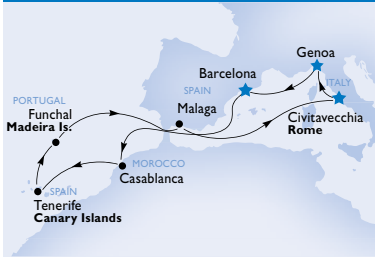 Genoa
Barcelona
ITALY
SPAIN
PORTUGAL
Malaga
Funchal
Madeira Is.
Civitavecchia
Rome
MOROCCO
Casablanca
SPAIN
Tenerife
Canary Islands